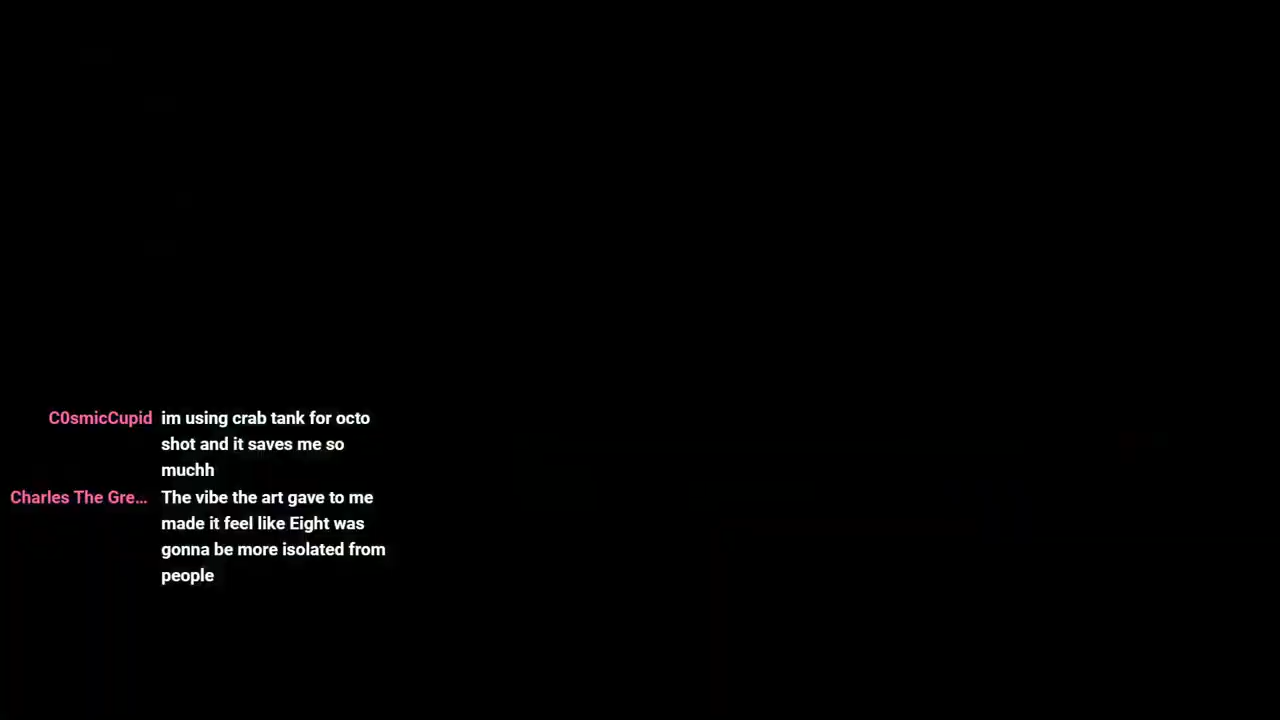 C0smicCupid im using crab tank for octo
shot and it saves me so
muchh
Charles The Gre... The vibe the art gave to me
made it feel like Eight was
gonna be more isolated from
people